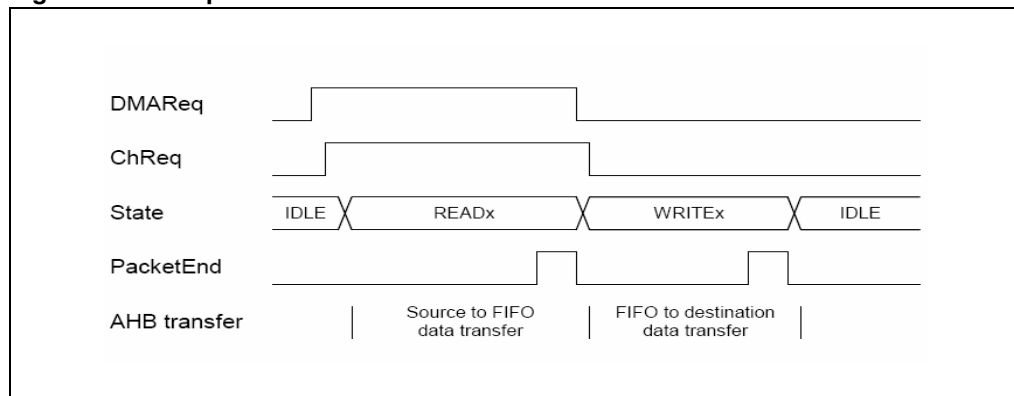 DMAReq
ChReq
State
IDLE
READx
WRITEx
IDLE
PacketEnd
AHB transfer
Source to FIFO
data transfer
FIFO to destination
data transfer